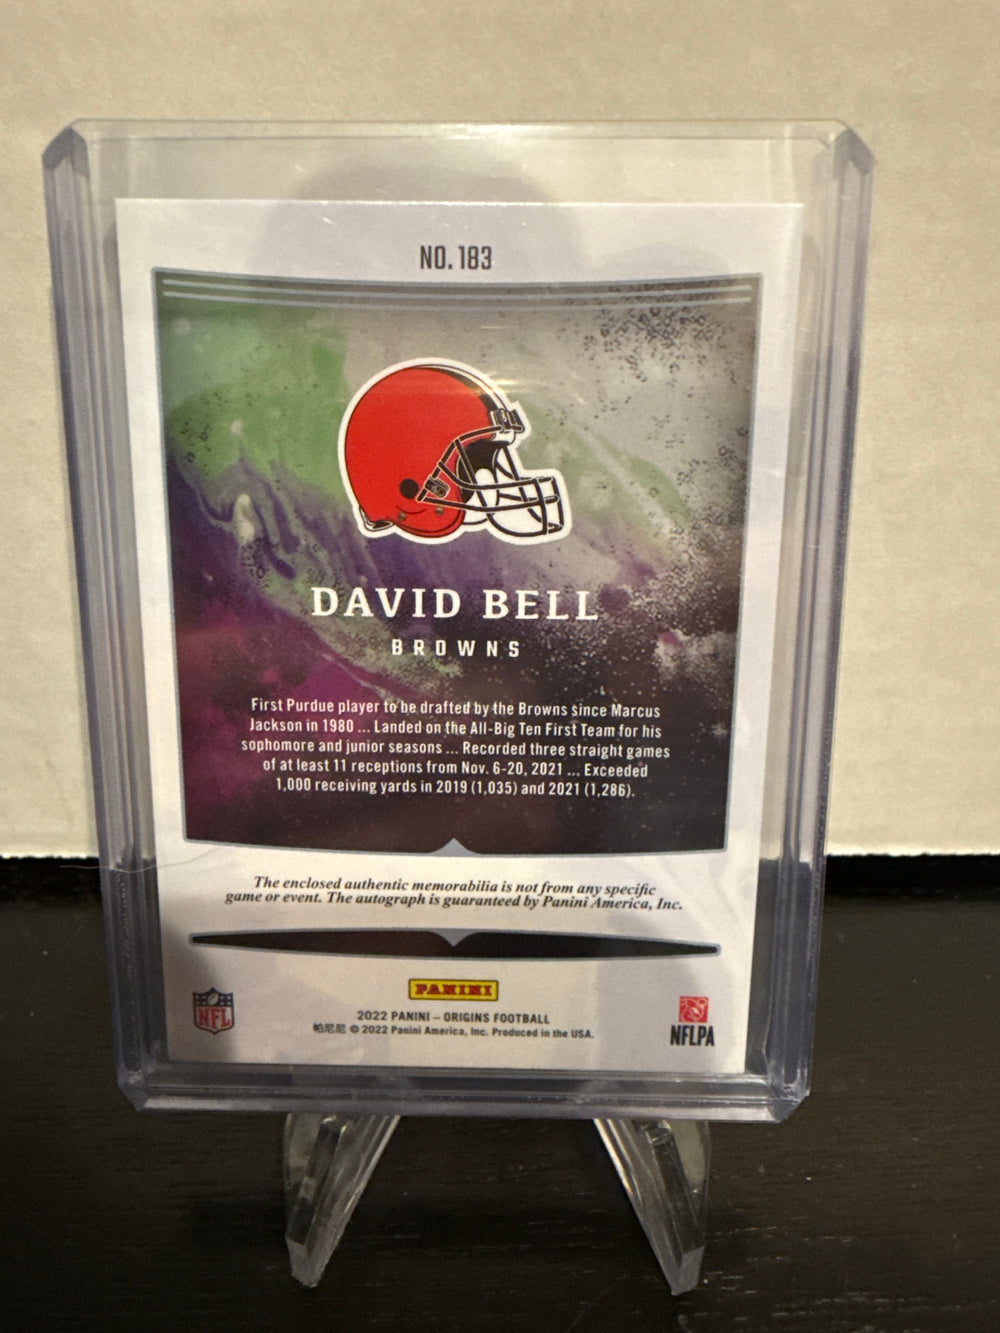 NO. 183
DAVID BELL
BROWNS
First Purdue player to be drafted by the Browns since Marcus
Jackson in 1980 ... Landed on the All-Big Ten First Team for his
sophomore and junior seasons ... Recorded three straight games
of at least 11 receptions from Nov. 6-20, 2021 ... Exceeded
1,000 receiving yards in 2019 (1,035) and 2021 (1,286).
The enclosed authentic memorabilia is not from any specific
game or event. The autograph is guaranteed by Panini America, Inc.
PANINI
2022 PANINI – ORIGINS FOOTBALL
帕尼尼 © 2022 Panini America, Inc. Produced in the USA.
NFL
NFLPA